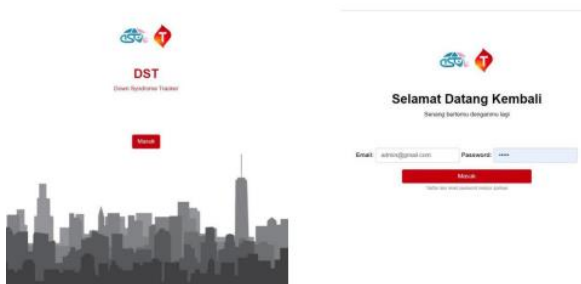 DST
Down Syndrome Tracker
Masuk
Selamat Datang Kembali
Senang bertemu denganmu lagi
Email: admin@gmail.com Password:
Masuk